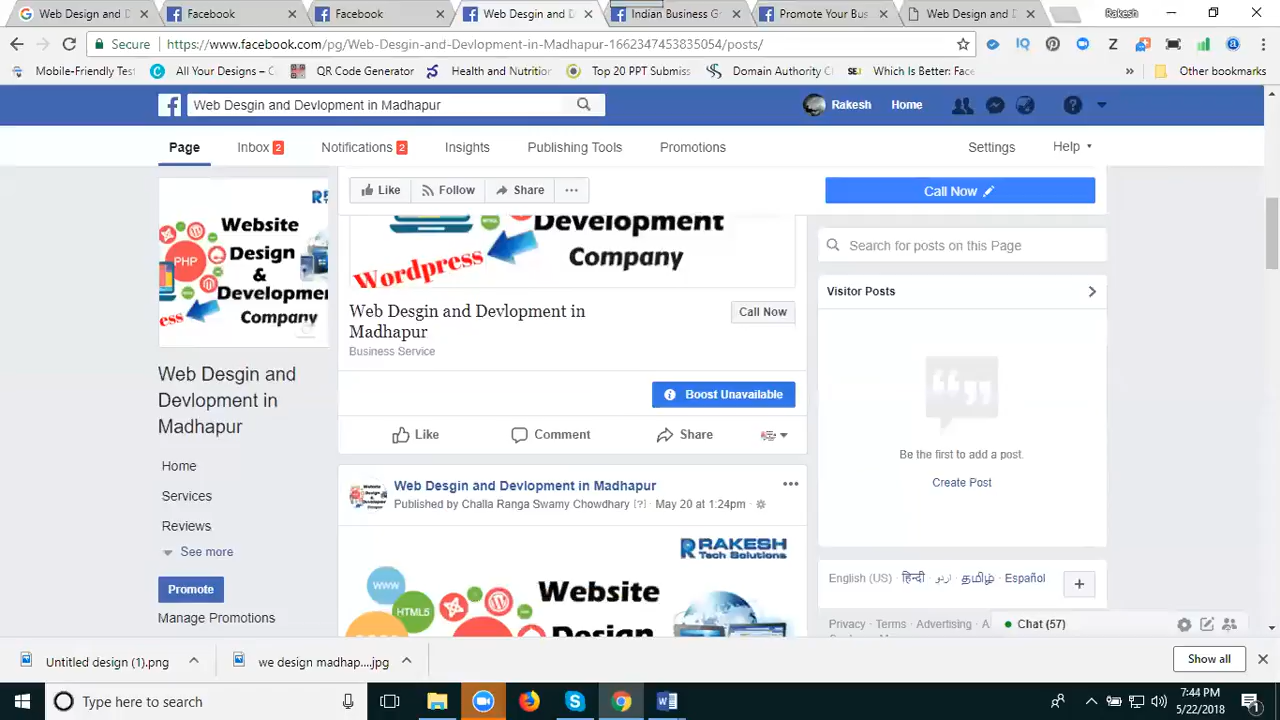 Web Design and D
Facebook
Facebook
Web Desgin and D
Indian Business G
Promote Your Bus
Web Desgin and D
Rakesh
Secure
https://www.facebook.com/pg/Web-Desgin-and-Devlopment-in-Madhapur-1662347453835054/posts/
Mobile-Friendly Test
All Your Designs – C
QR Code Generator
Health and Nutrition
Top 20 PPT Submiss
Domain Authority C
Which Is Better: Face
»
Other bookmarks
Web Desgin and Devlopment in Madhapur
Rakesh
Home
Page
Inbox 2
Notifications 2
Insights
Publishing Tools
Promotions
Settings
Help
Like
Follow
Share
Call Now
Website
Design
&
Development
Company
PHP
Development
Company
Wordpress
Search for posts on this Page
Visitor Posts
Web Desgin and Devlopment in
Madhapur
Call Now
Business Service
Boost Unavailable
Like
Comment
Share
Web Desgin and
Devlopment in
Madhapur
Be the first to add a post.
Create Post
Home
Services
Reviews
See more
Promote
Manage Promotions
Web Desgin and Devlopment in Madhapur
Published by Challa Ranga Swamy Chowdhary [?] · May 20 at 1:24pm ·
RAKESH
Tech Solutions
WWW
HTML5
Website
Design
English (US) · हिन्दी · اردو · தமிழ் · Español
Privacy · Terms · Advertising · A
Chat (57)
Untitled design (1).png
we design madhap....jpg
Show all
Type here to search
7:44 PM
5/22/2018
1